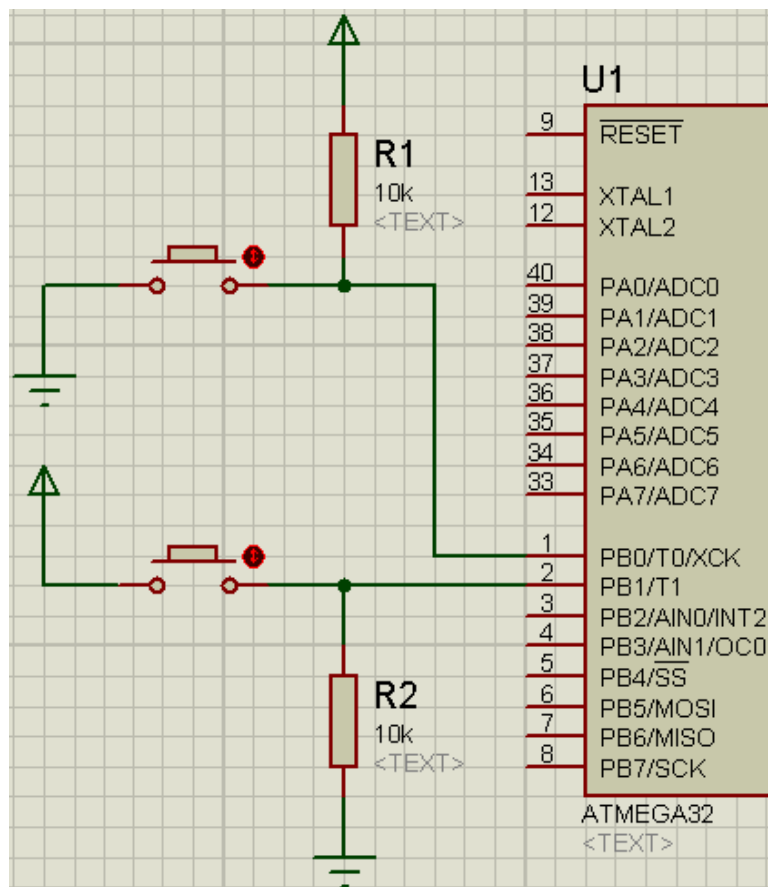 U1
R1
10k
<TEXT>
9 RESET
13 XTAL1
12 XTAL2
40 PA0/ADC0
39 PA1/ADC1
38 PA2/ADC2
37 PA3/ADC3
36 PA4/ADC4
35 PA5/ADC5
34 PA6/ADC6
33 PA7/ADC7
1 PB0/T0/XCK
2 PB1/T1
3 PB2/AIN0/INT2
4 PB3/AIN1/OC0
5 PB4/SS
6 PB5/MOSI
7 PB6/MISO
8 PB7/SCK
R2
10k
<TEXT>
ATMEGA32
<TEXT>